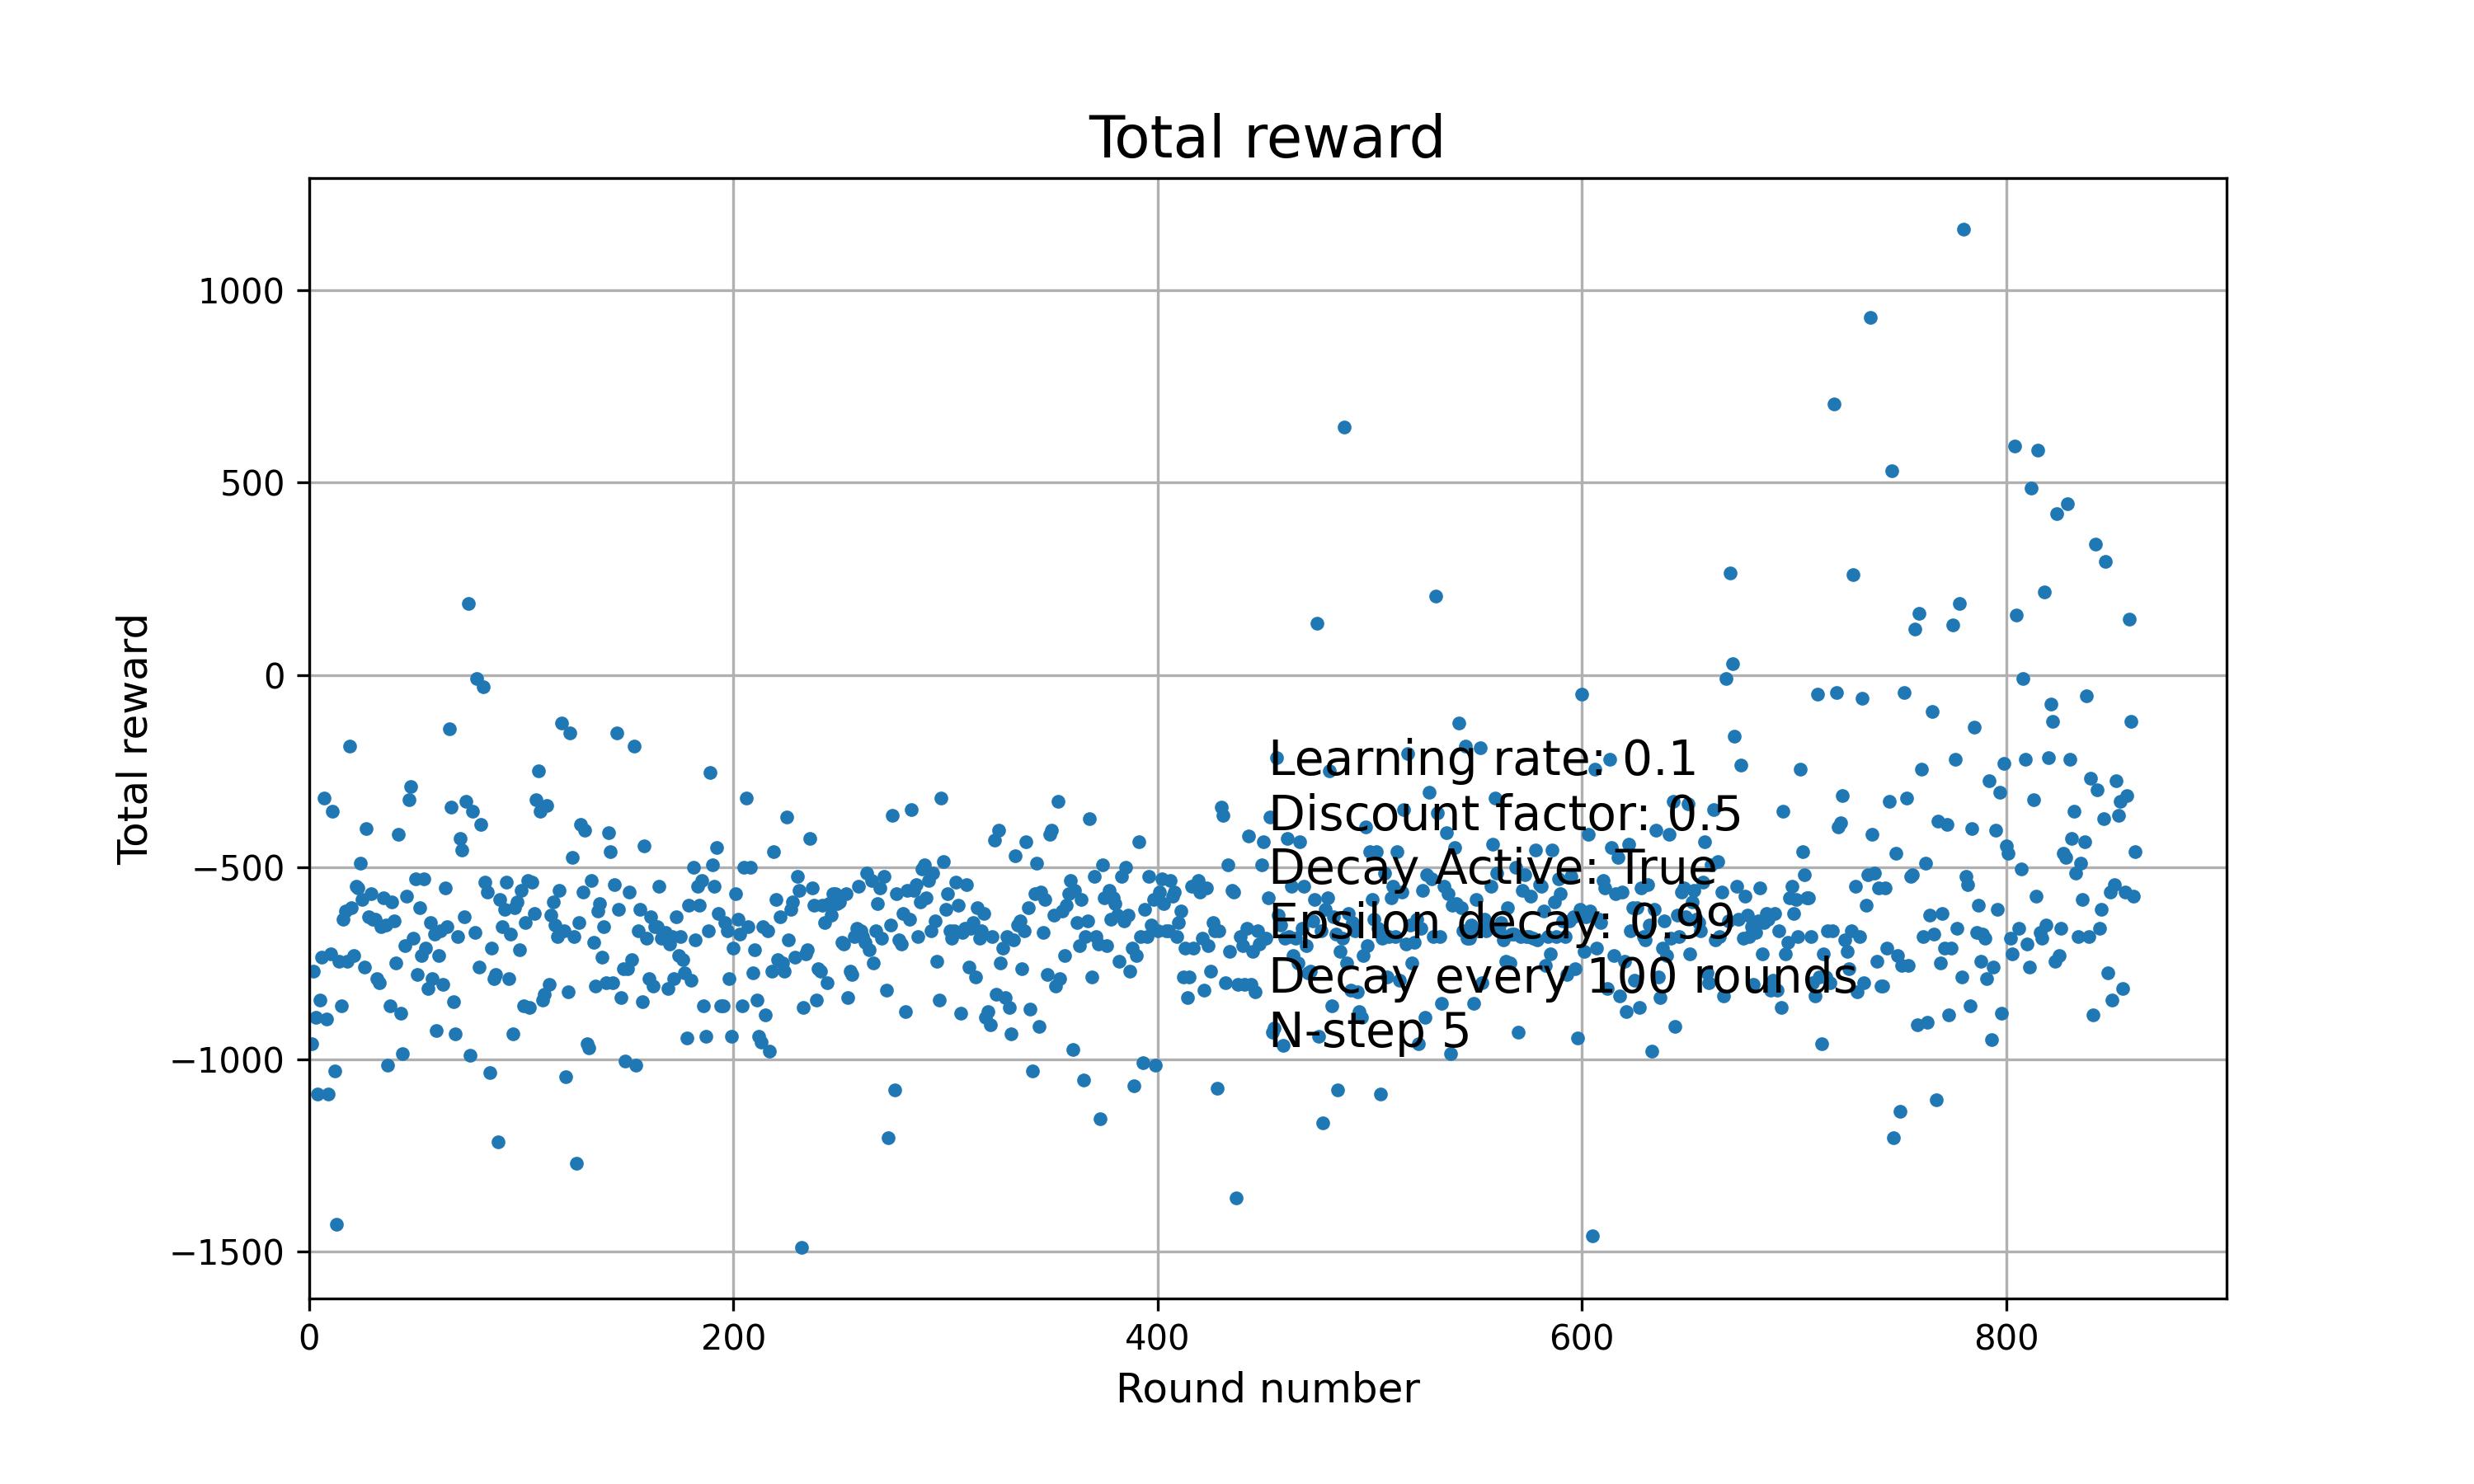 Total reward
1000
500
0
−500
−1000
−1500
Total reward
Learning rate: 0.1
Discount factor: 0.5
Decay Active: True
Epsilon decay: 0.99
Decay every 100 rounds
N-step 5
0 200 400 600 800
Round number